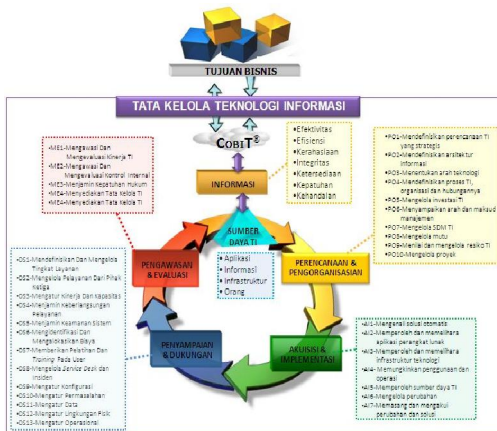 TUJUAN BISNIS
TATA KELOLA TEKNOLOGI INFORMASI
COBIT®
•ME1-Mengawasi Dan
Mengevaluasi Kinerja TI
•ME2-Mengawasi Dan
Mengevaluasi Kontrol Internal
•ME3-Menjamin Kepatuhan Hukum
•ME4-Menyediakan Tata Kelola TI
•ME4-Menyediakan Tata Kelola TI
INFORMASI
•Efektivitas
•Efisiensi
•Kerahasiaan
•Integritas
•Ketersediaan
•Kepatuhan
•Kehandalan
•PO1-Mendefinisikan perencanaan TI
yang strategis
•PO2-Mendefinisikan arsitektur
informasi
•PO3-Menentukan arah teknologi
•PO4-Mendefinisikan proses TI,
organisasi dan hubungannya
•PO5-Mengelola investasi TI
•PO6-Menyampaikan arah dan maksud
manajemen
•PO7-Mengelola SDM TI
•PO8-Mengelola mutu
•PO9-Menilai dan mengelola resiko TI
•PO10-Mengelola proyek
SUMBER
DAYA TI
•Aplikasi
•Informasi
•Infrastruktur
•Orang
PENGAWASAN
& EVALUASI
PERENCANAAN &
PENGORGANISASIAN
PENYAMPAIAN
& DUKUNGAN
AKUISISI &
IMPLEMENTASI
•DS1-Mendefinisikan Dan Mengelola
Tingkat Layanan
•DS2-Mengelola Pelayanan Dari Pihak
Ketiga
•DS3-Mengatur Kinerja Dan Kapasitas
•DS4-Menjamin Keberlangsungan
Pelayanan
•DS5-Menjamin Keamanan Sistem
•DS6-Mengidentifikasi Dan
Mengalokasikan Biaya
•DS7-Memberikan Pelatihan Dan
Training Pada User
•DS8-Mengelola Service Desk dan
Insiden
•DS9-Mengatur Konfigurasi
•DS10-Mengatur Permasalahan
•DS11-Mengatur Data
•DS12-Mengatur Lingkungan Fisik
•DS13-Mengatur Operasional
•AI1-Mengenali solusi otomatis
•AI2-Memperoleh dan memelihara
aplikasi perangkat lunak
•AI3-Memperoleh dan memelihara
infrastruktur teknologi
•AI4- Memungkinkan penggunaan dan
operasi
•AI5-Memperoleh sumber daya TI
•AI6-Mengelola perubahan
•AI7-Memasang dan mengakui
perubahan dan solusi